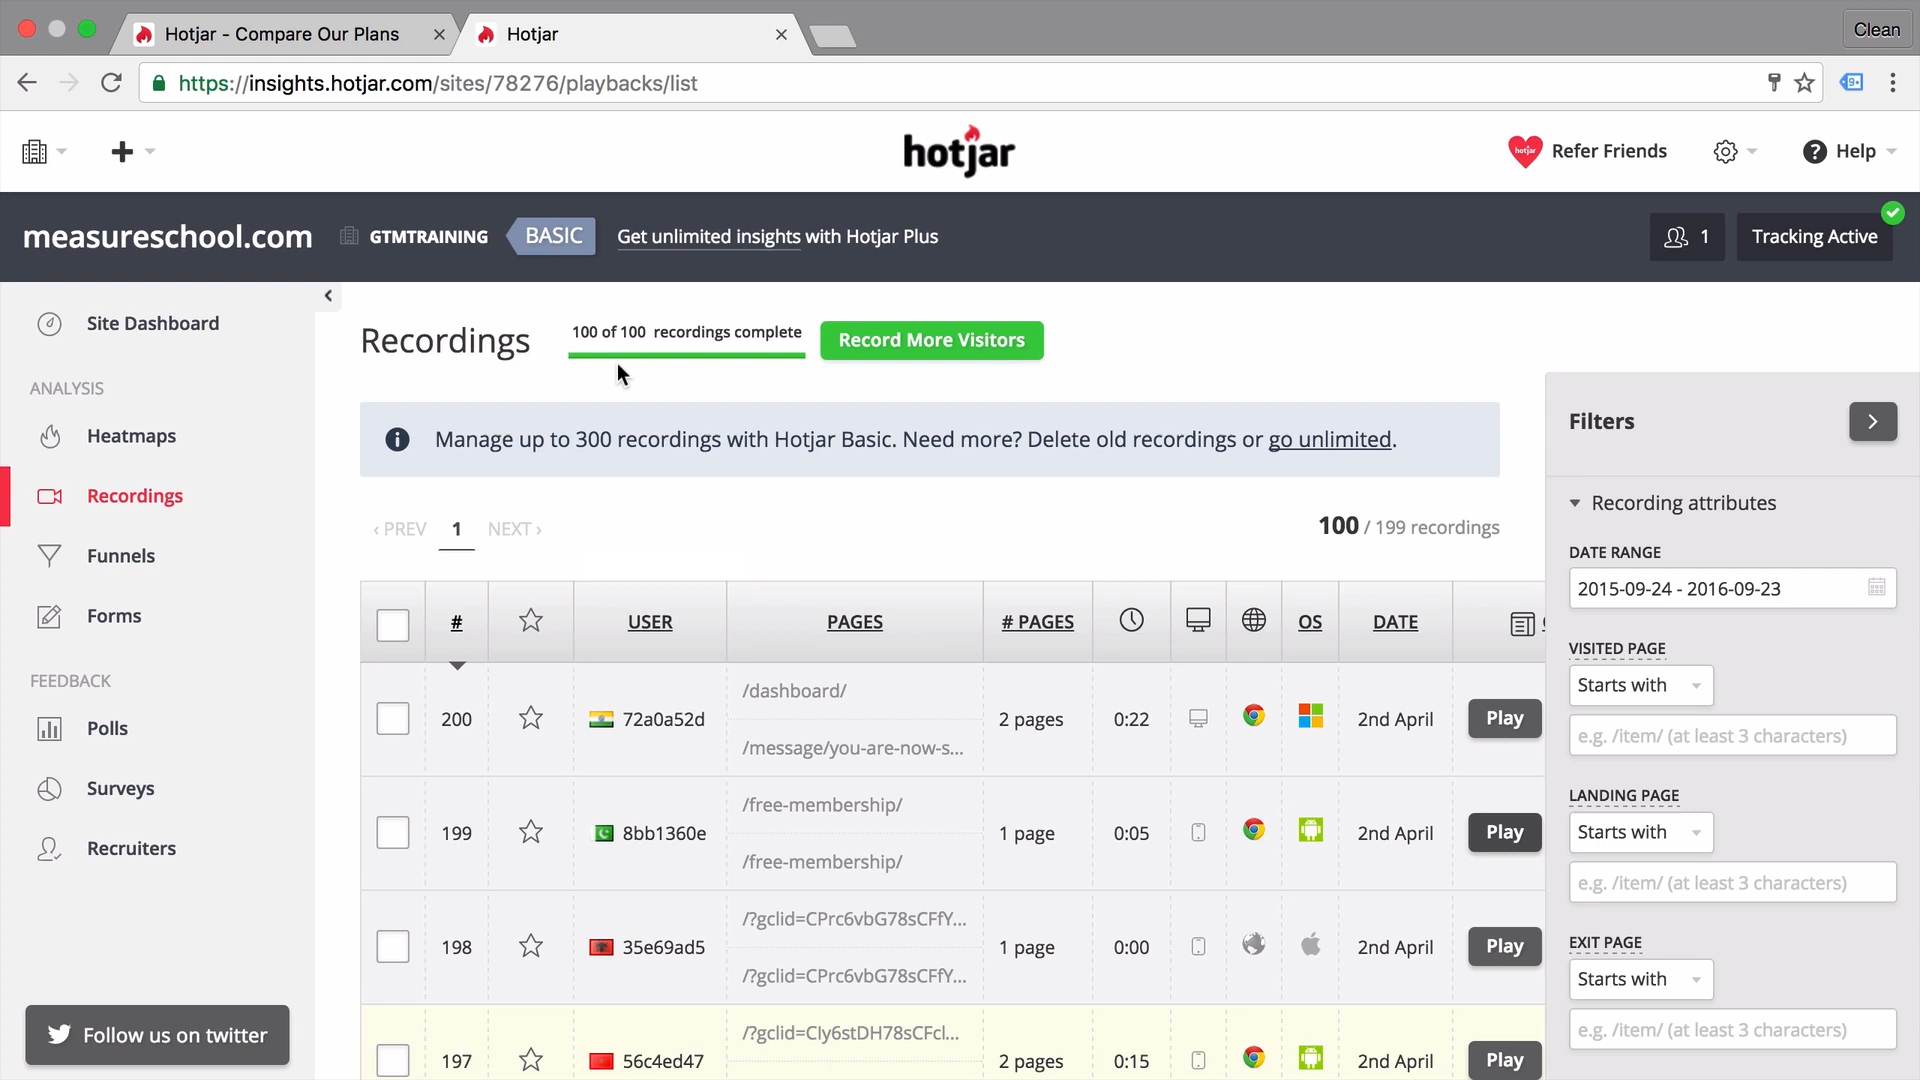 Hotjar - Compare Our Plans
Hotjar
Clean
https://insights.hotjar.com/sites/78276/playbacks/list
hotjar
hotjar
Refer Friends
Help
measureschool.com
GTMTRAINING
BASIC
Get unlimited insights with Hotjar Plus
1
Tracking Active
Site Dashboard
ANALYSIS
Heatmaps
Recordings
Funnels
Forms
FEEDBACK
Polls
Surveys
Recruiters
Follow us on twitter
Recordings
100 of 100 recordings complete
Record More Visitors
Manage up to 300 recordings with Hotjar Basic. Need more? Delete old recordings or go unlimited.
‹ PREV 1 NEXT ›
100 / 199 recordings
# USER PAGES # PAGES OS DATE
200 72a0a52d /dashboard/ 2 pages 0:22 2nd April Play
/message/you-are-now-s...
199 8bb1360e /free-membership/ 1 page 0:05 2nd April Play
/free-membership/
198 35e69ad5 /?gclid=CPrc6vbG78sCFfY... 1 page 0:00 2nd April Play
/?gclid=CPrc6vbG78sCFfY...
197 56c4ed47 /?gclid=CIy6stDH78sCFcl... 2 pages 0:15 2nd April Play
Filters
Recording attributes
DATE RANGE
2015-09-24 - 2016-09-23
VISITED PAGE
Starts with
e.g. /item/ (at least 3 characters)
LANDING PAGE
Starts with
e.g. /item/ (at least 3 characters)
EXIT PAGE
Starts with
e.g. /item/ (at least 3 characters)